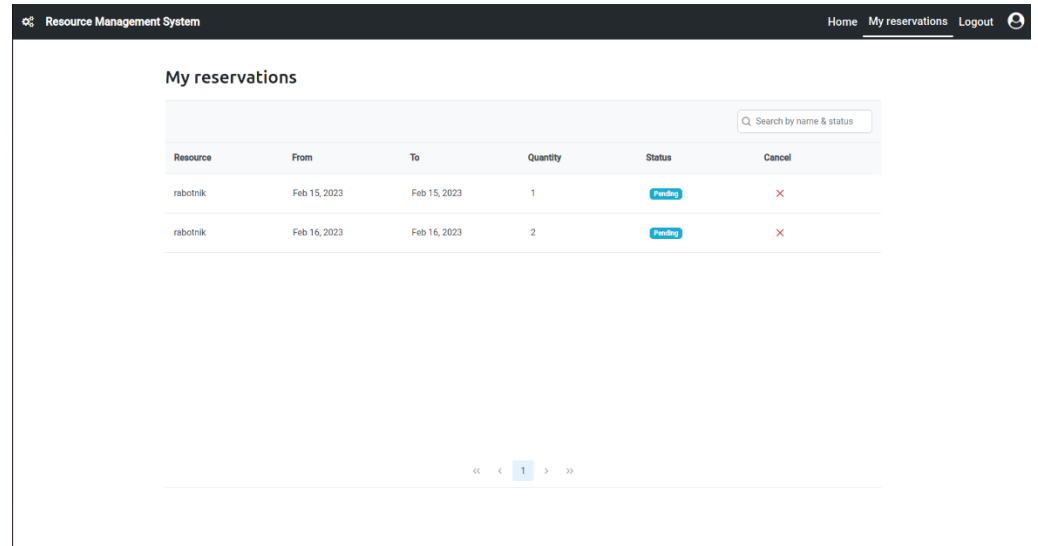 Resource Management System Home My reservations Logout
My reservations
Search by name & status
Resource From To Quantity Status Cancel
rabotnik Feb 15, 2023 Feb 15, 2023 1 Pending
rabotnik Feb 16, 2023 Feb 16, 2023 2 Pending
« ‹ 1 › »